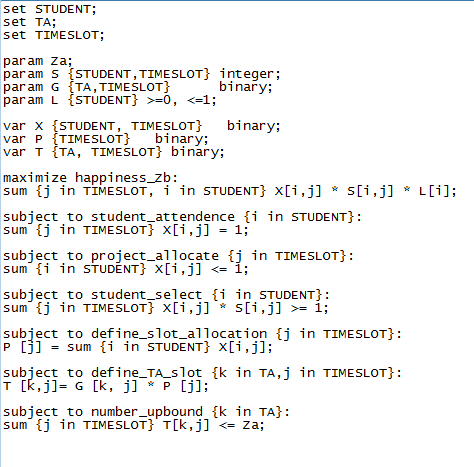 set STUDENT;
set TA;
set TIMESLOT;
param Za;
param S {STUDENT,TIMESLOT} integer;
param G {TA,TIMESLOT} binary;
param L {STUDENT} >=0, <=1;
var X {STUDENT, TIMESLOT} binary;
var P {TIMESLOT} binary;
var T {TA, TIMESLOT} binary;
maximize happiness_Zb:
sum {j in TIMESLOT, i in STUDENT} X[i,j] * S[i,j] * L[i];
subject to student_attendence {i in STUDENT}:
sum {j in TIMESLOT} X[i,j] = 1;
subject to project_allocate {j in TIMESLOT}:
sum {i in STUDENT} X[i,j] <= 1;
subject to student_select {i in STUDENT}:
sum {j in TIMESLOT} X[i,j] * S[i,j] >= 1;
subject to define_slot_allocation {j in TIMESLOT}:
P [j] = sum {i in STUDENT} X[i,j];
subject to define_TA_slot {k in TA,j in TIMESLOT}:
T [k,j]= G [k, j] * P [j];
subject to number_upbound {k in TA}:
sum {j in TIMESLOT} T[k,j] <= Za;